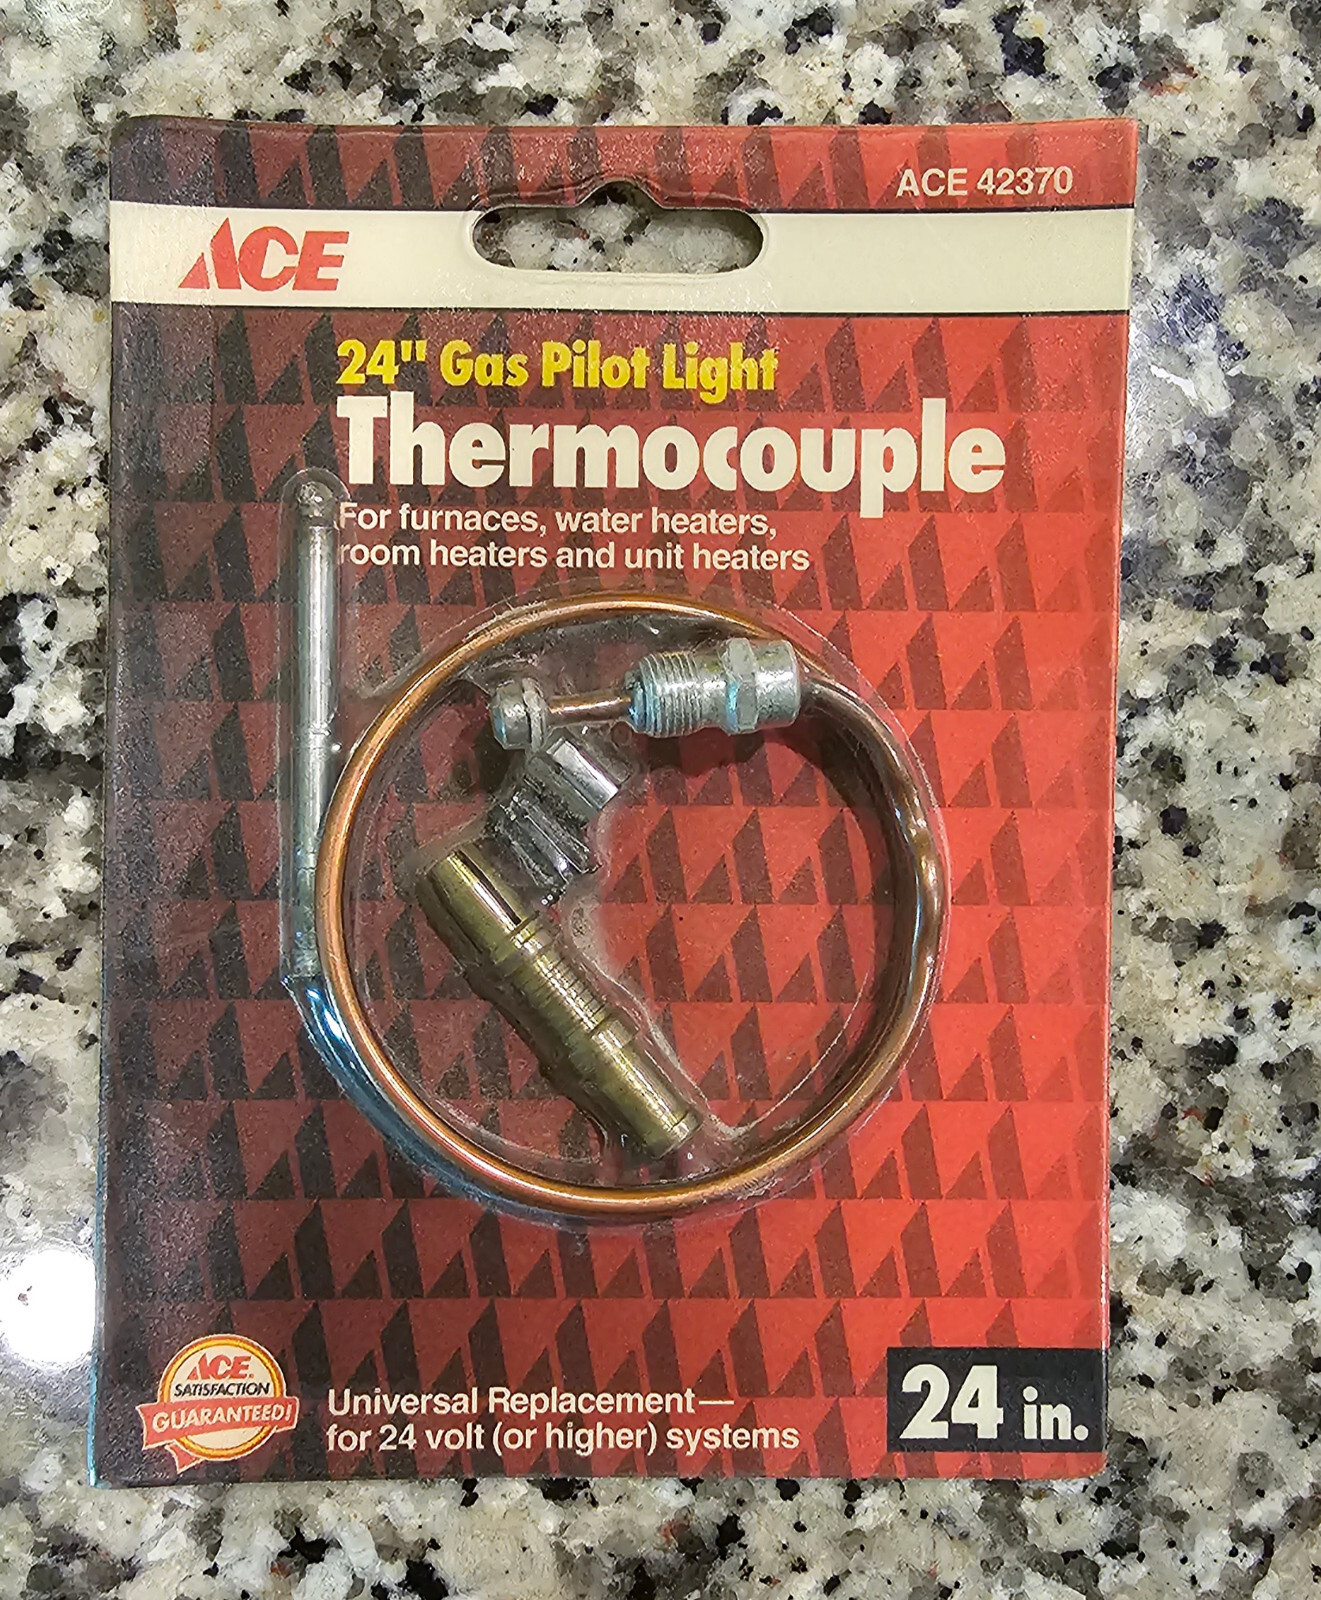 ACE 42370
ACE
24" Gas Pilot Light
Thermocouple
For furnaces, water heaters,
room heaters and unit heaters
ACE
SATISFACTION
GUARANTEED!
Universal Replacement—
for 24 volt (or higher) systems
24 in.